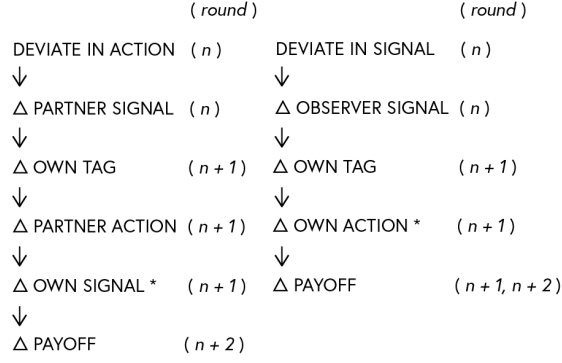 ( round )
DEVIATE IN ACTION ( n )
↓
△ PARTNER SIGNAL ( n )
↓
△ OWN TAG ( n + 1 )
↓
△ PARTNER ACTION ( n + 1 )
↓
△ OWN SIGNAL * ( n + 1 )
↓
△ PAYOFF ( n + 2 )
( round )
DEVIATE IN SIGNAL ( n )
↓
△ OBSERVER SIGNAL ( n )
↓
△ OWN TAG ( n + 1 )
↓
△ OWN ACTION * ( n + 1 )
↓
△ PAYOFF ( n + 1, n + 2 )